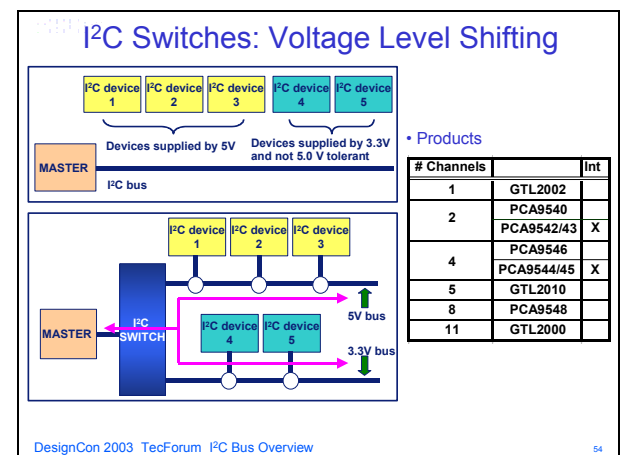 I²C Switches: Voltage Level Shifting
I²C device 1
I²C device 2
I²C device 3
I²C device 4
I²C device 5
Devices supplied by 5V
Devices supplied by 3.3V
and not 5.0 V tolerant
MASTER
I²C bus
I²C device 1
I²C device 2
I²C device 3
5V bus
MASTER
I²C SWITCH
I²C device 4
I²C device 5
3.3V bus
• Products
# Channels Int
1 GTL2002
2 PCA9540
PCA9542/43 X
4 PCA9546
PCA9544/45 X
5 GTL2010
8 PCA9548
11 GTL2000
DesignCon 2003 TecForum I²C Bus Overview
54